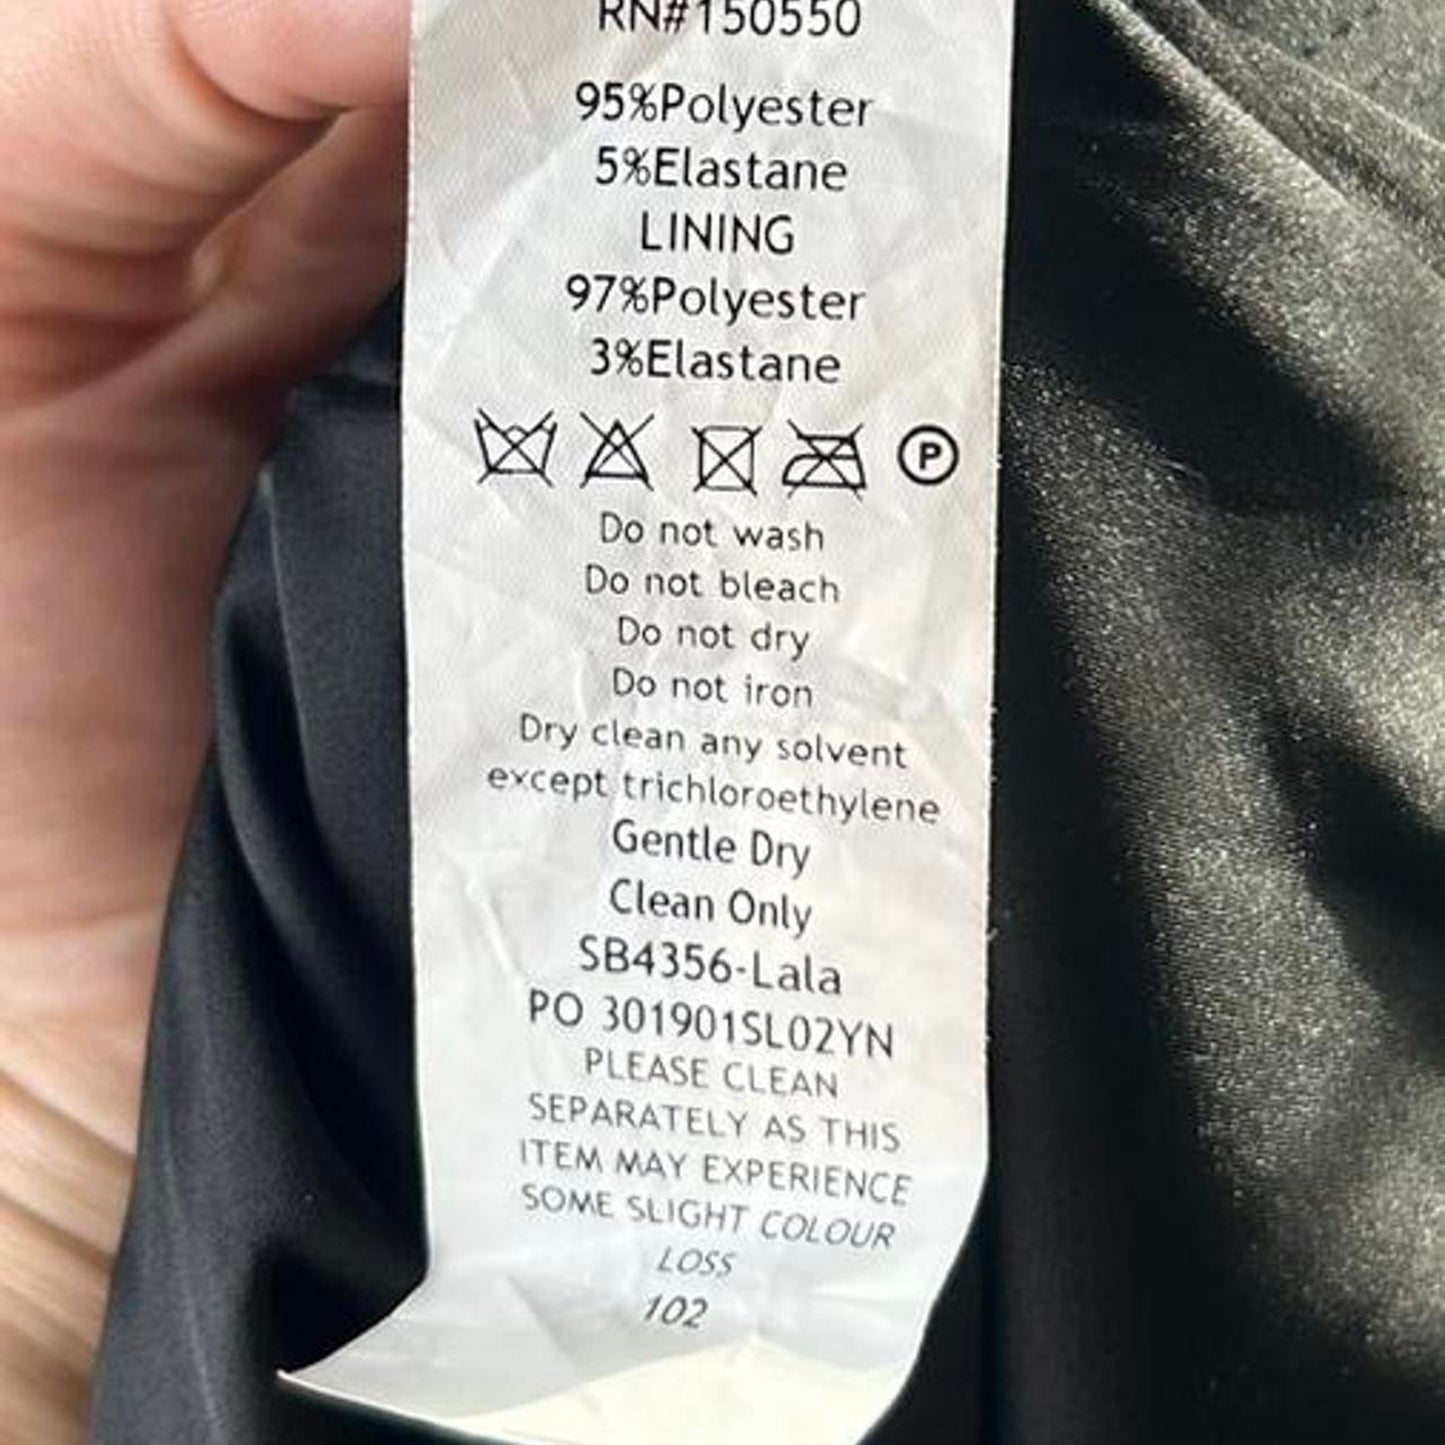 RN#150550
95%Polyester
5%Elastane
LINING
97%Polyester
3%Elastane
P
Do not wash
Do not bleach
Do not dry
Do not iron
Dry clean any solvent
except trichloroethylene
Gentle Dry
Clean Only
SB4356-Lala
PO 301901SL02YN
PLEASE CLEAN
SEPARATELY AS THIS
ITEM MAY EXPERIENCE
SOME SLIGHT COLOUR
LOSS
102